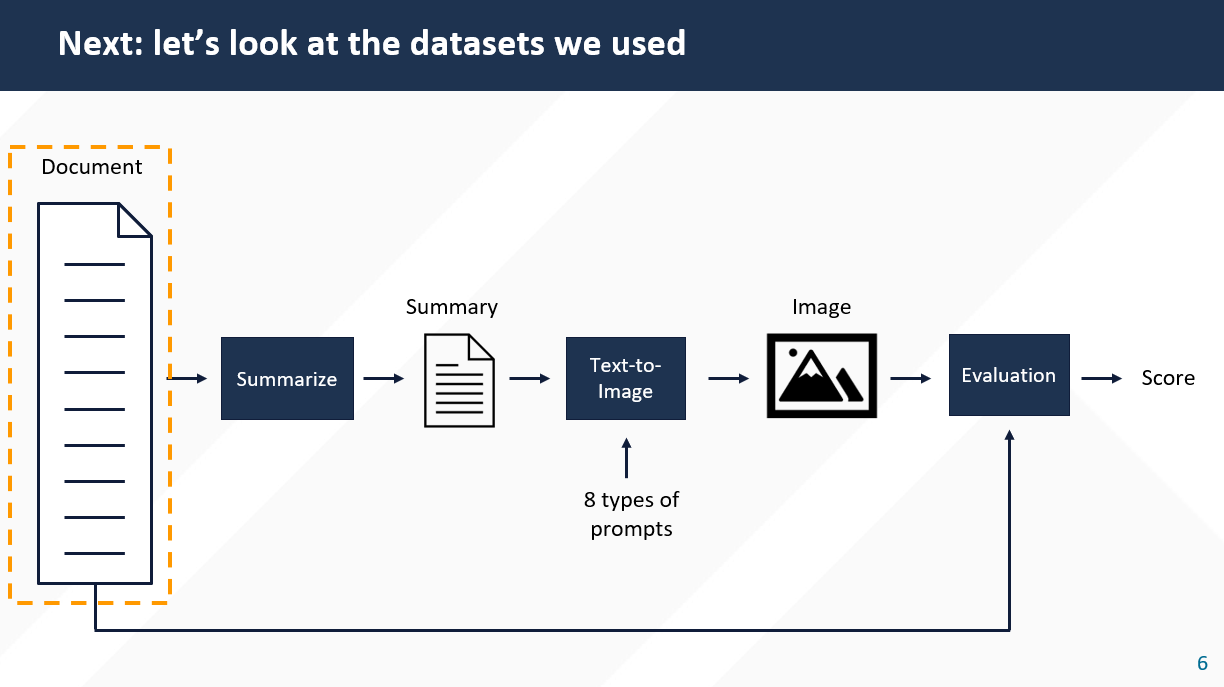 Next: let’s look at the datasets we used
Document
Summarize
Summary
Text-to-
Image
8 types of
prompts
Image
Evaluation
Score
6